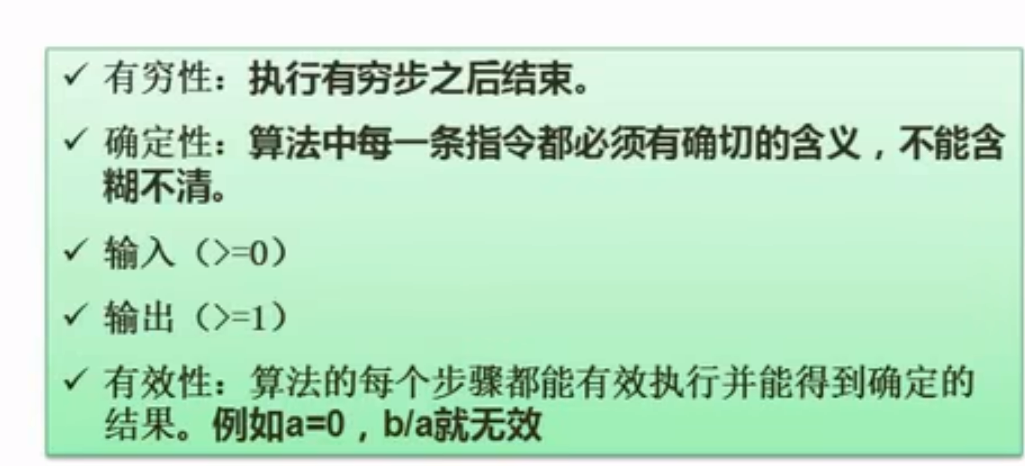 ✓ 有穷性：执行有穷步之后结束。
✓ 确定性：算法中每一条指令都必须有确切的含义，不能含
糊不清。
✓ 输入（>=0）
✓ 输出（>=1）
✓ 有效性：算法的每个步骤都能有效执行并能得到确定的
结果。例如a=0，b/a就无效